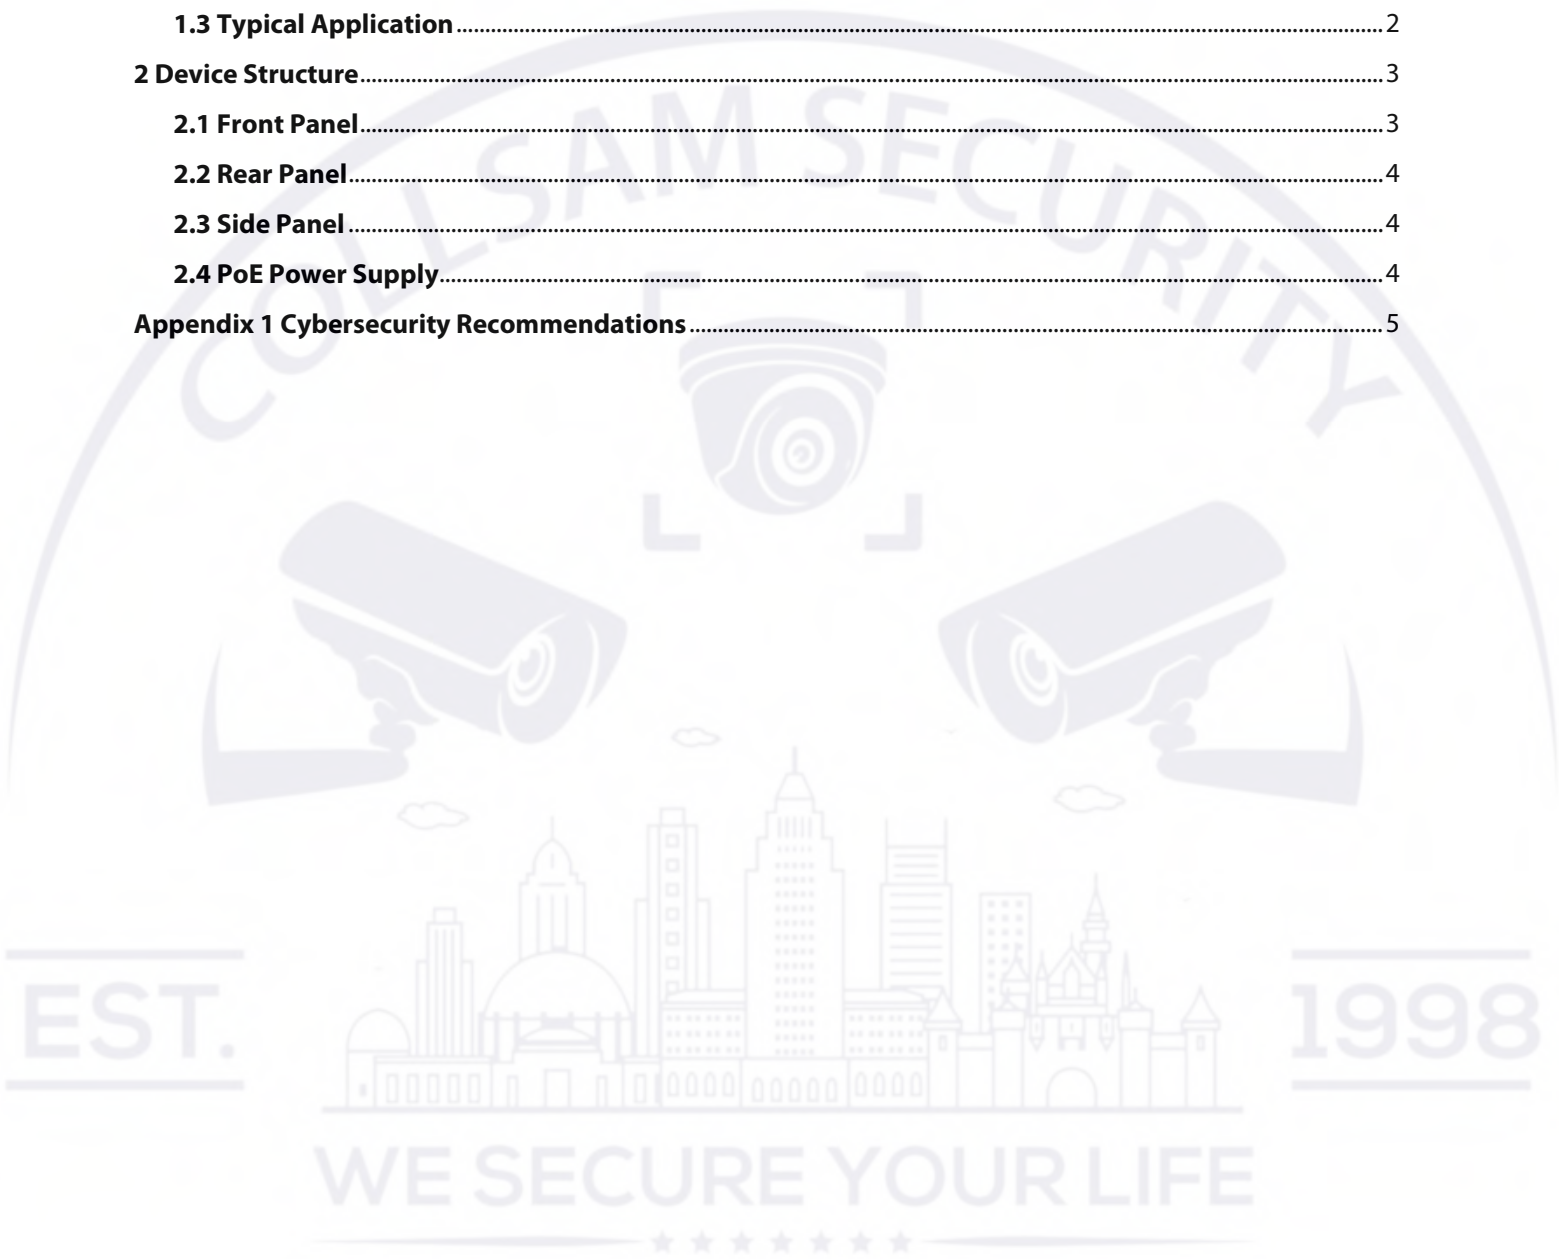 1.3 Typical Application ........ 2
2 Device Structure ........ 3
2.1 Front Panel ........ 3
2.2 Rear Panel ........ 4
2.3 Side Panel ........ 4
2.4 PoE Power Supply ........ 4
Appendix 1 Cybersecurity Recommendations ........ 5
COLLSAM SECURITY
EST.
1998
WE SECURE YOUR LIFE